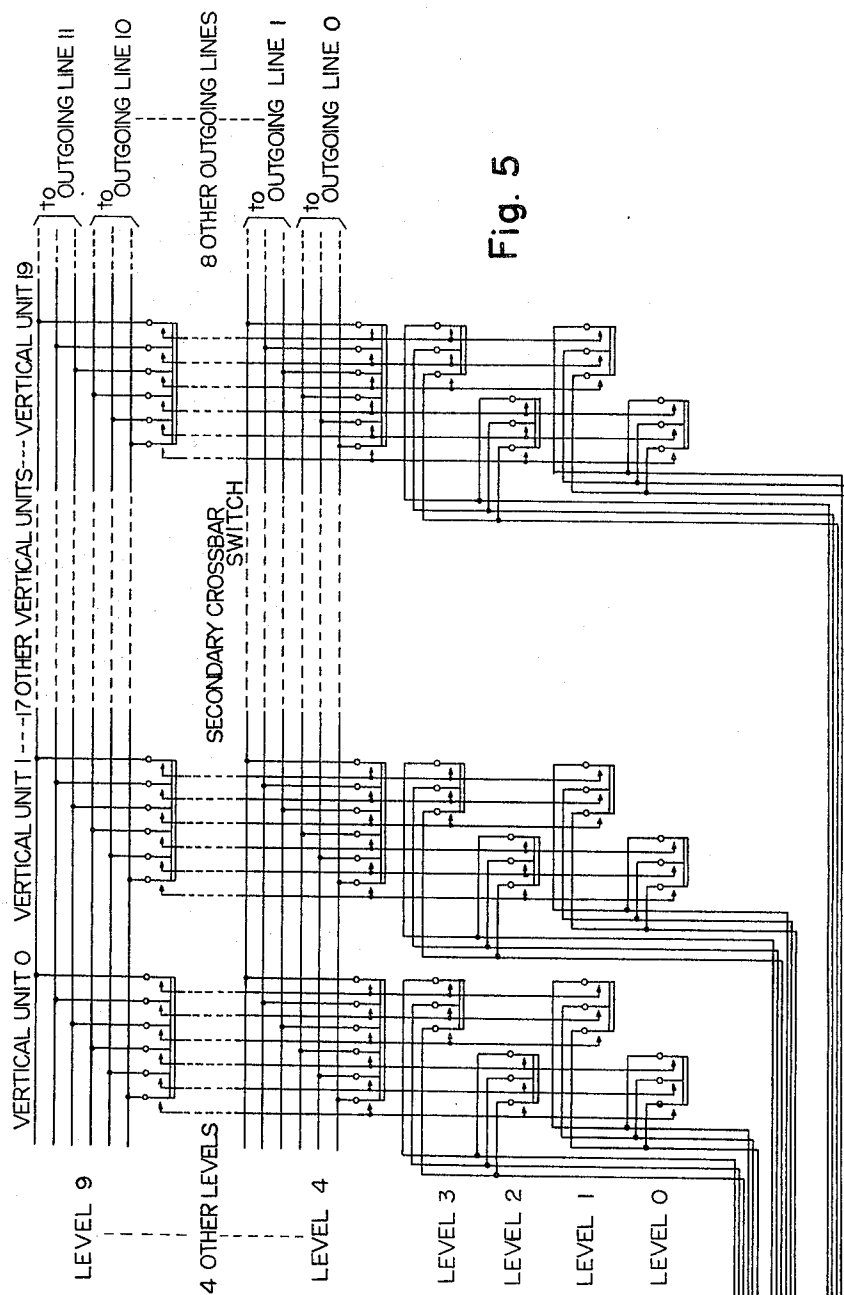 VERTICAL UNIT 0 VERTICAL UNIT 1----17 OTHER VERTICAL UNITS---VERTICAL UNIT 19
to OUTGOING LINE 11
to OUTGOING LINE 10
8 OTHER OUTGOING LINES
to OUTGOING LINE 1
to OUTGOING LINE 0
LEVEL 9
4 OTHER LEVELS
SECONDARY CROSSBAR
SWITCH
LEVEL 4
LEVEL 3
LEVEL 2
LEVEL 1
LEVEL 0
Fig. 5